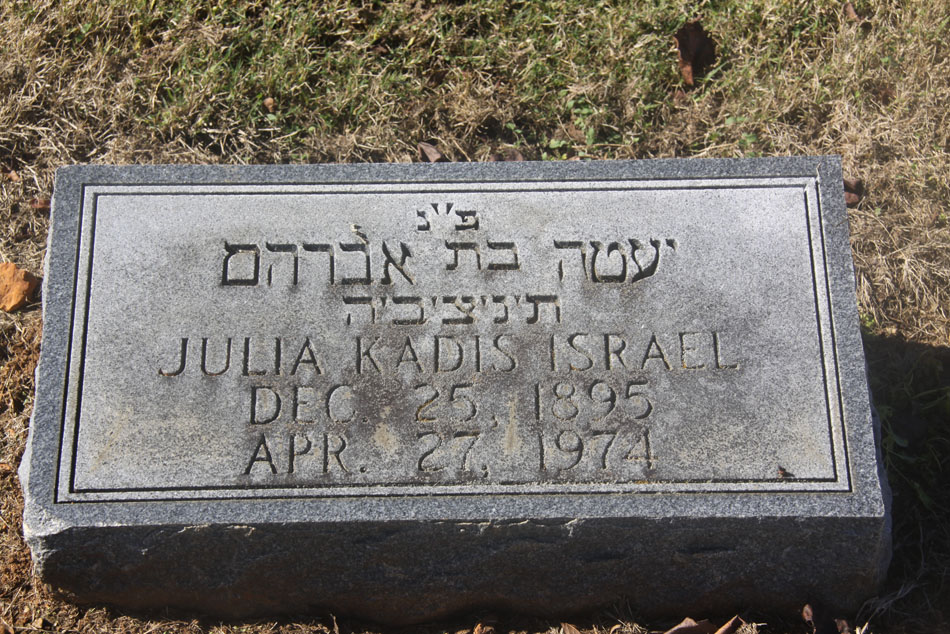 פ"נ
יעטה בת אברהם
ת'נ'צ'ב'ה
JULIA KADIS ISRAEL
DEC. 25, 1895
APR. 27, 1974